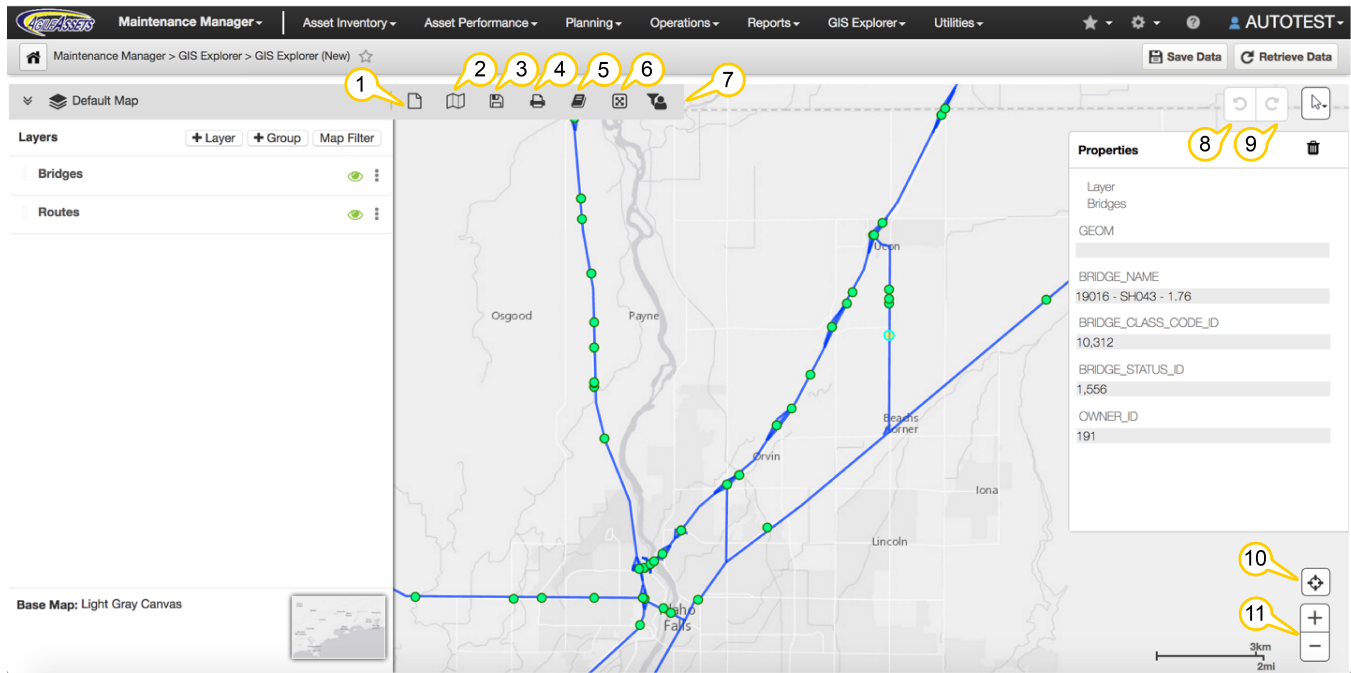 AGILEASSETS
Maintenance Manager Asset Inventory Asset Performance Planning Operations Reports GIS Explorer Utilities AUTOTEST
Maintenance Manager > GIS Explorer > GIS Explorer (New) Save Data Retrieve Data
1 2 3 4 5 6 7
Default Map
8 9
Layers + Layer + Group Map Filter
Bridges
Routes
Properties
Layer
Bridges
GEOM
BRIDGE_NAME
19016 - SH043 - 1.76
BRIDGE_CLASS_CODE_ID
10,312
BRIDGE_STATUS_ID
1,556
OWNER_ID
191
Ucon
Osgood
Payne
Beachs
Corner
Orvin
Iona
Lincoln
Idaho
Falls
10
11
3km
2mi
Base Map: Light Gray Canvas